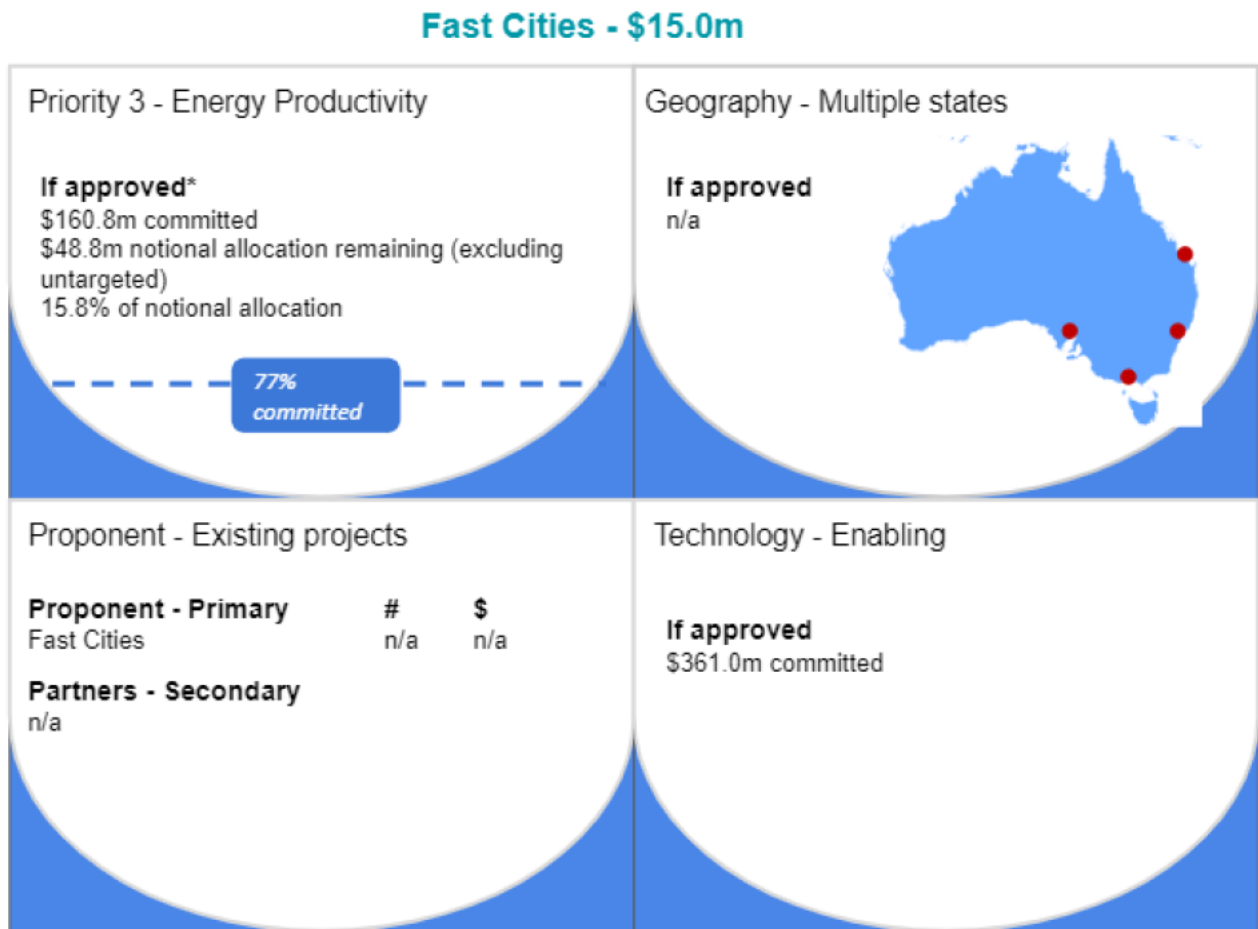 Fast Cities - $15.0m
Priority 3 - Energy Productivity
If approved*
$160.8m committed
$48.8m notional allocation remaining (excluding
untargeted)
15.8% of notional allocation
77%
committed
Geography - Multiple states
If approved
n/a
Proponent - Existing projects
Proponent - Primary # $
Fast Cities n/a n/a
Partners - Secondary
n/a
Technology - Enabling
If approved
$361.0m committed